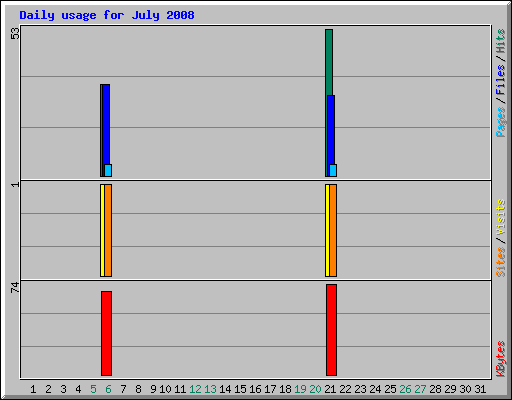 Daily usage for July 2008
53
Pages / Files / Hits
1
Sites / Visits
74
KBytes
1 2 3 4 5 6 7 8 9 10 11 12 13 14 15 16 17 18 19 20 21 22 23 24 25 26 27 28 29 30 31